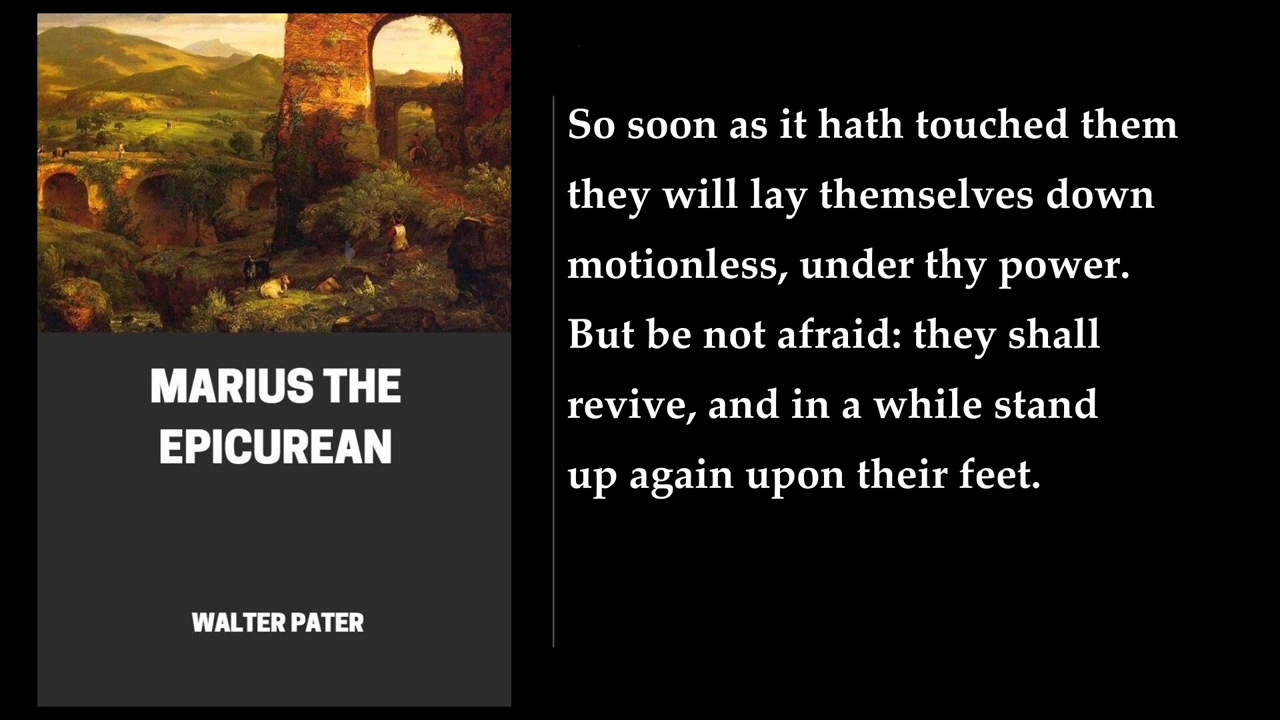 MARIUS THE
EPICUREAN
WALTER PATER
So soon as it hath touched them
they will lay themselves down
motionless, under thy power.
But be not afraid: they shall
revive, and in a while stand
up again upon their feet.